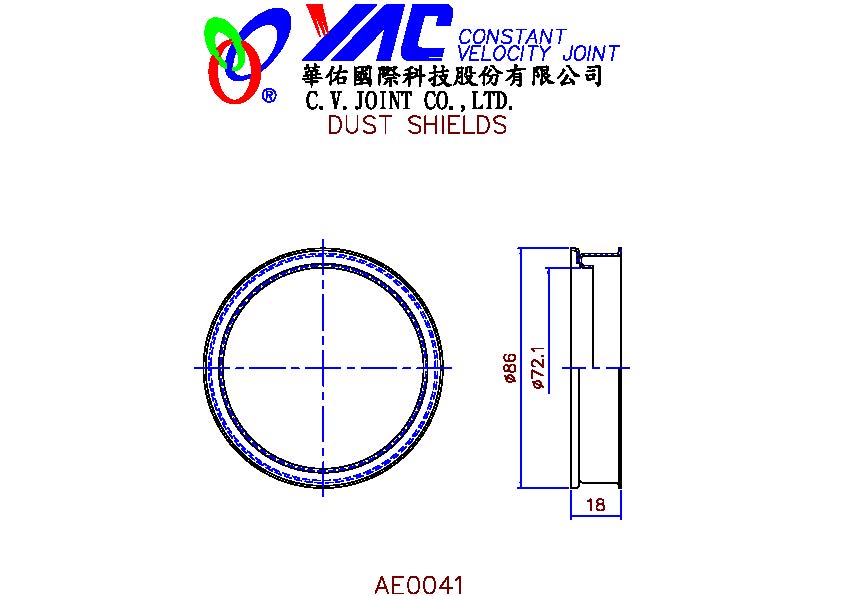 YAC CONSTANT
VELOCITY JOINT
®
華佑國際科技股份有限公司
C.V.JOINT CO.,LTD.
DUST SHIELDS
ø86
ø72.1
18
AE0041